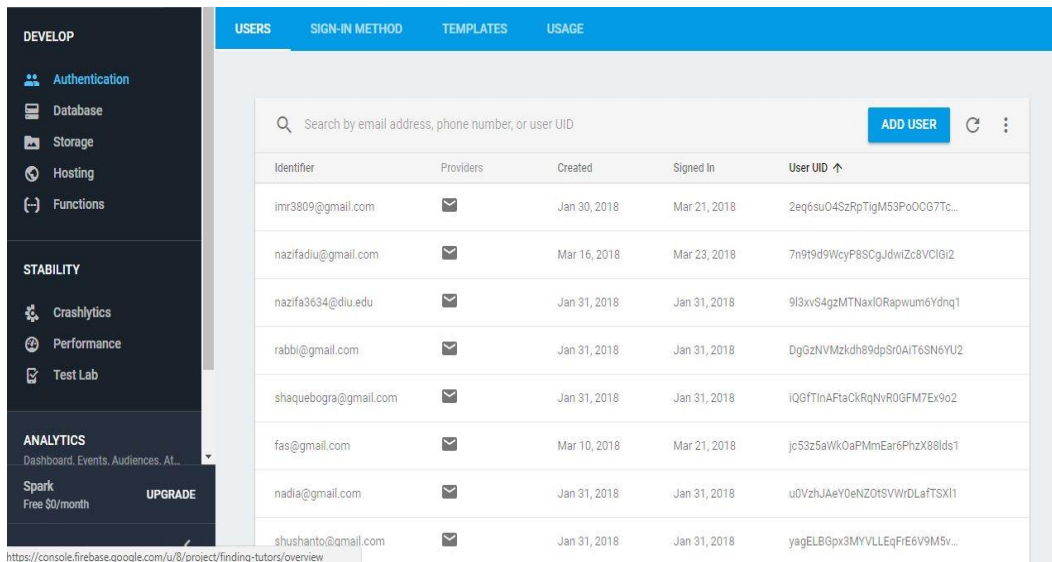 DEVELOP
Authentication
Database
Storage
Hosting
Functions
STABILITY
Crashlytics
Performance
Test Lab
ANALYTICS
Dashboard, Events, Audiences, At...
Spark
Free $0/month
UPGRADE
https://console.firebase.google.com/u/8/project/finding-tutors/overview
USERS SIGN-IN METHOD TEMPLATES USAGE
Search by email address, phone number, or user UID ADD USER
Identifier Providers Created Signed In User UID
imr3809@gmail.com Jan 30, 2018 Mar 21, 2018 2eq6suO4SzRpTigM53PoOCG7Tc...
nazifadiu@gmail.com Mar 16, 2018 Mar 23, 2018 7n9t9d9WcyP8SCgJdwiZc8VClGi2
nazifa3634@diu.edu Jan 31, 2018 Jan 31, 2018 9l3xvS4gzMTNaxlORapwum6Ydnq1
rabbi@gmail.com Jan 31, 2018 Jan 31, 2018 DgGzNVMzkdh89dpSr0AiT6SN6YU2
shaquebogra@gmail.com Jan 31, 2018 Jan 31, 2018 iQGfTInAFtaCkRqNvR0GFM7Ex9o2
fas@gmail.com Mar 10, 2018 Mar 21, 2018 jc53z5aWkOaPMmEar6PhzX88lds1
nadia@gmail.com Jan 31, 2018 Jan 31, 2018 u0VzhJAeY0eNZOtSVWrDLafTSXl1
shushanto@gmail.com Jan 31, 2018 Jan 31, 2018 yagELBGpx3MYVLLEqFrE6V9M5v...